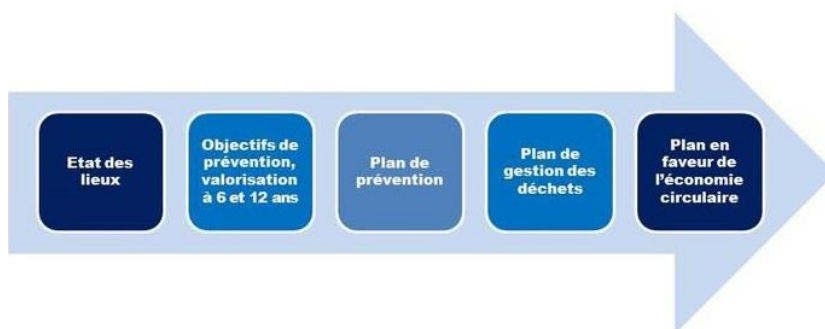 Etat des
lieux
Objectifs de
prévention,
valorisation
à 6 et 12 ans
Plan de
prévention
Plan de
gestion des
déchets
Plan en
faveur de
l'économie
circulaire